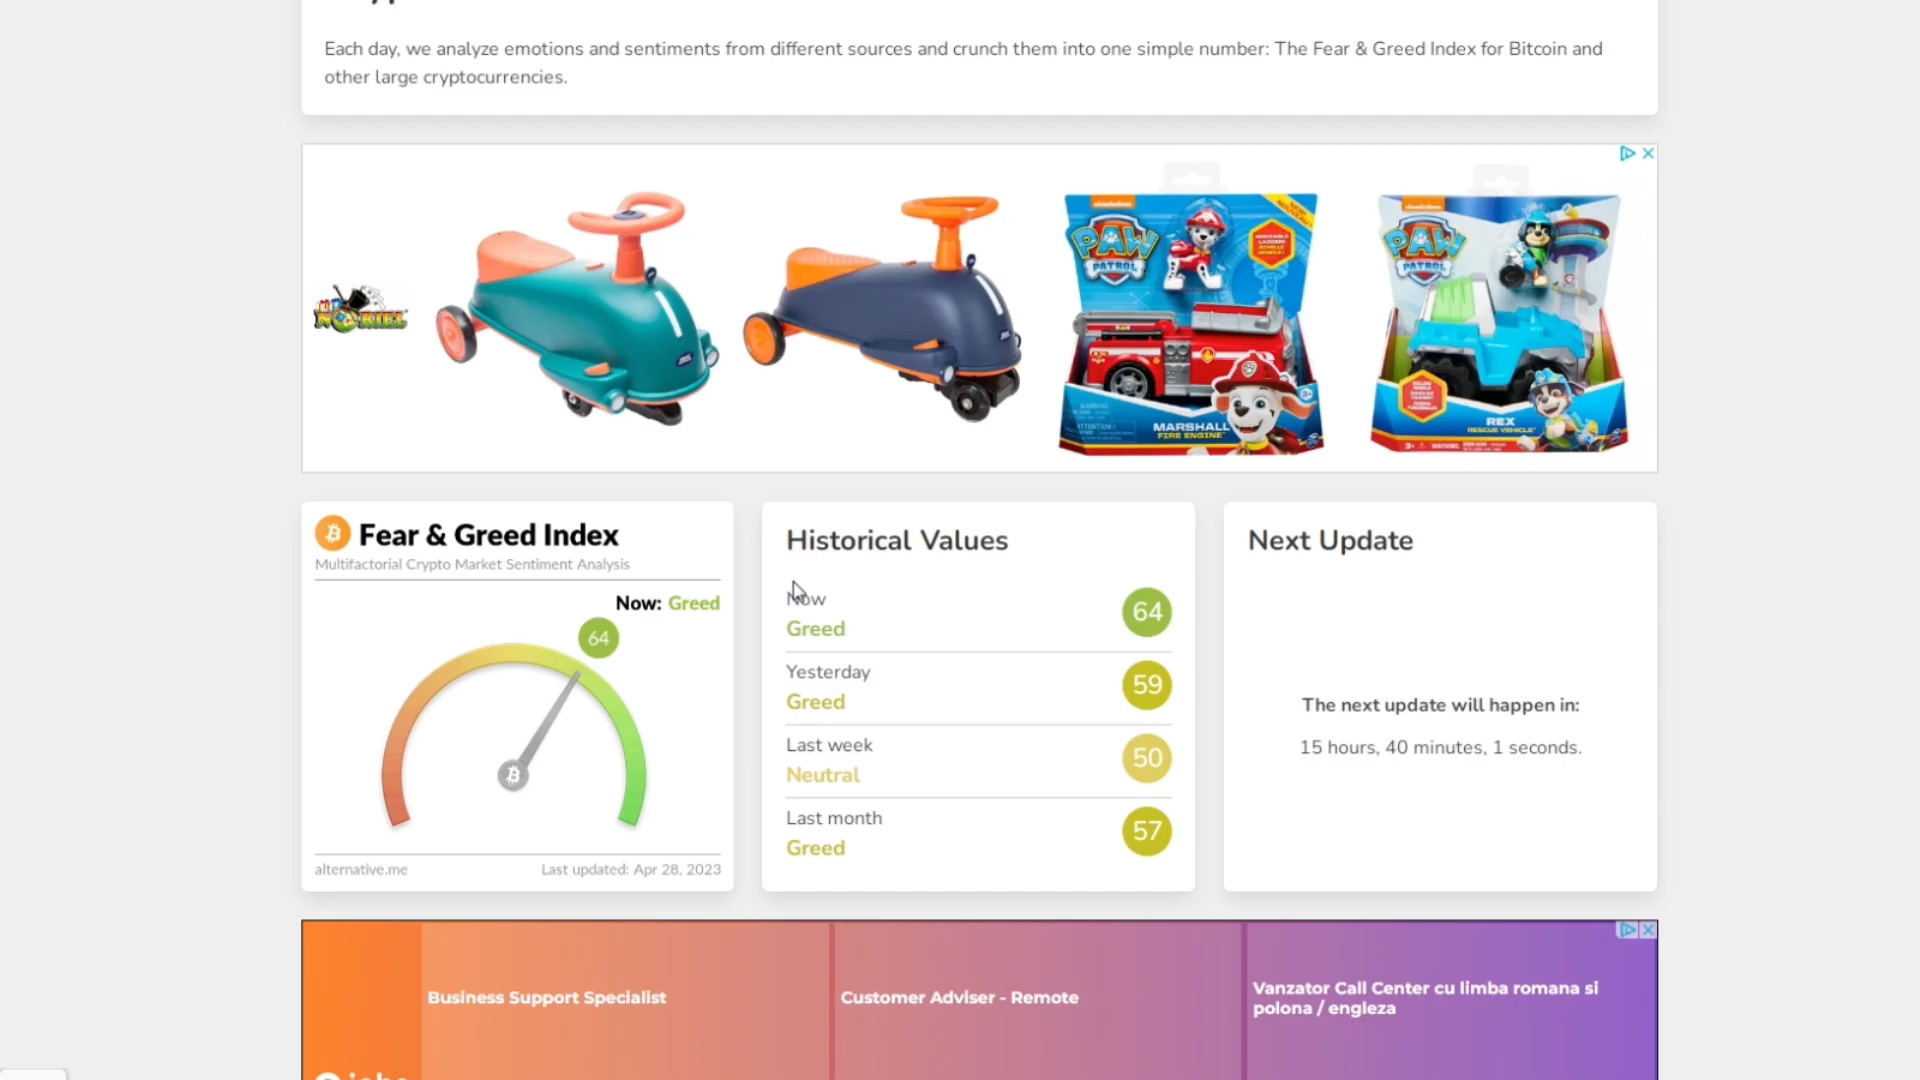 Each day, we analyze emotions and sentiments from different sources and crunch them into one simple number: The Fear & Greed Index for Bitcoin and
other large cryptocurrencies.
NORIEL
nickelodeon
PAW
PATROL
MARSHALL
FIRE ENGINE
nickelodeon
PAW
PATROL
REX
RESCUE VEHICLE
Fear & Greed Index
Multifactorial Crypto Market Sentiment Analysis
Now: Greed
64
alternative.me
Last updated: Apr 28, 2023
Historical Values
Now
Greed
64
Yesterday
Greed
59
Last week
Neutral
50
Last month
Greed
57
Next Update
The next update will happen in:
15 hours, 40 minutes, 1 seconds.
Business Support Specialist
Customer Adviser - Remote
Vanzator Call Center cu limba romana si
polona / engleza